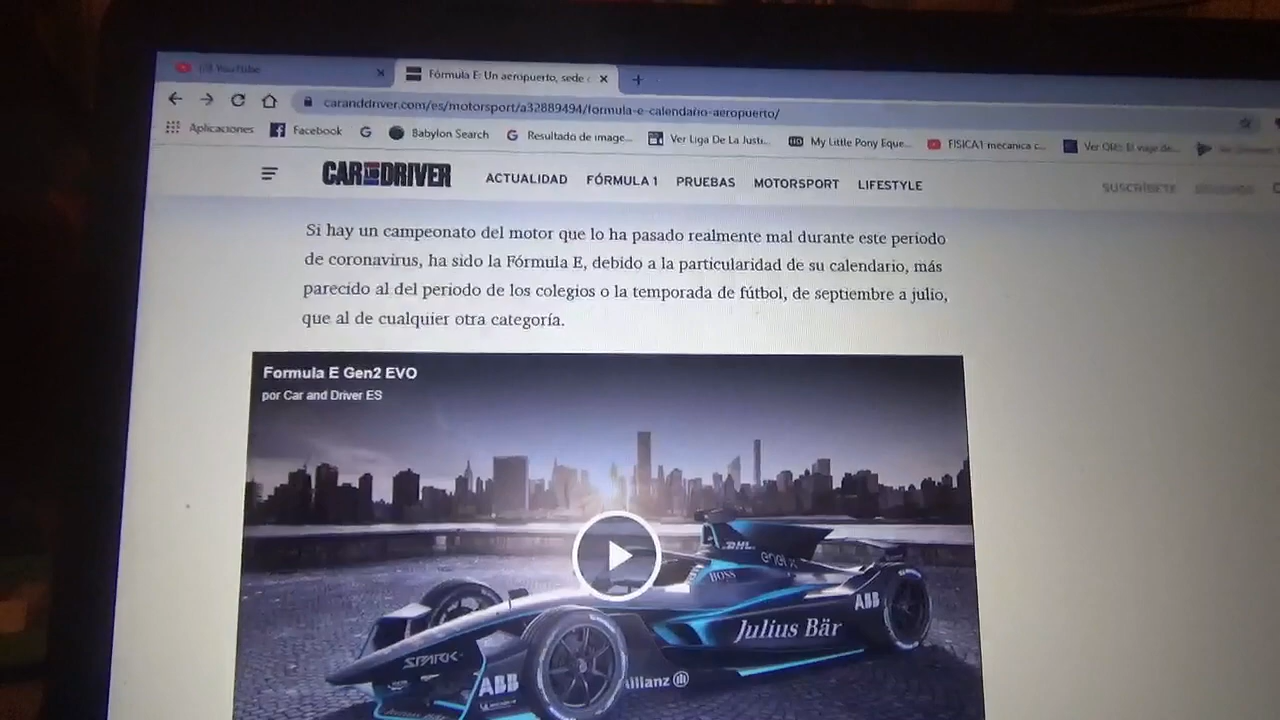 YouTube
Fórmula E: Un aeropuerto, sede
caranddriver.com/es/motorsport/a32889494/formula-e-calendario-aeropuerto/
Aplicaciones Facebook Babylon Search Resultado de image... Ver Liga De La Justi... My Little Pony Eque... FISICA1 mecanica c...
CAR AND DRIVER ACTUALIDAD FÓRMULA 1 PRUEBAS MOTORSPORT LIFESTYLE SUSCRÍBETE
Si hay un campeonato del motor que lo ha pasado realmente mal durante este periodo
de coronavirus, ha sido la Fórmula E, debido a la particularidad de su calendario, más
parecido al del periodo de los colegios o la temporada de fútbol, de septiembre a julio,
que al de cualquier otra categoría.
Formula E Gen2 EVO
por Car and Driver ES
DHL
enel x
BOSS
ABB
Julius Bär
SPARK
ABB
Allianz